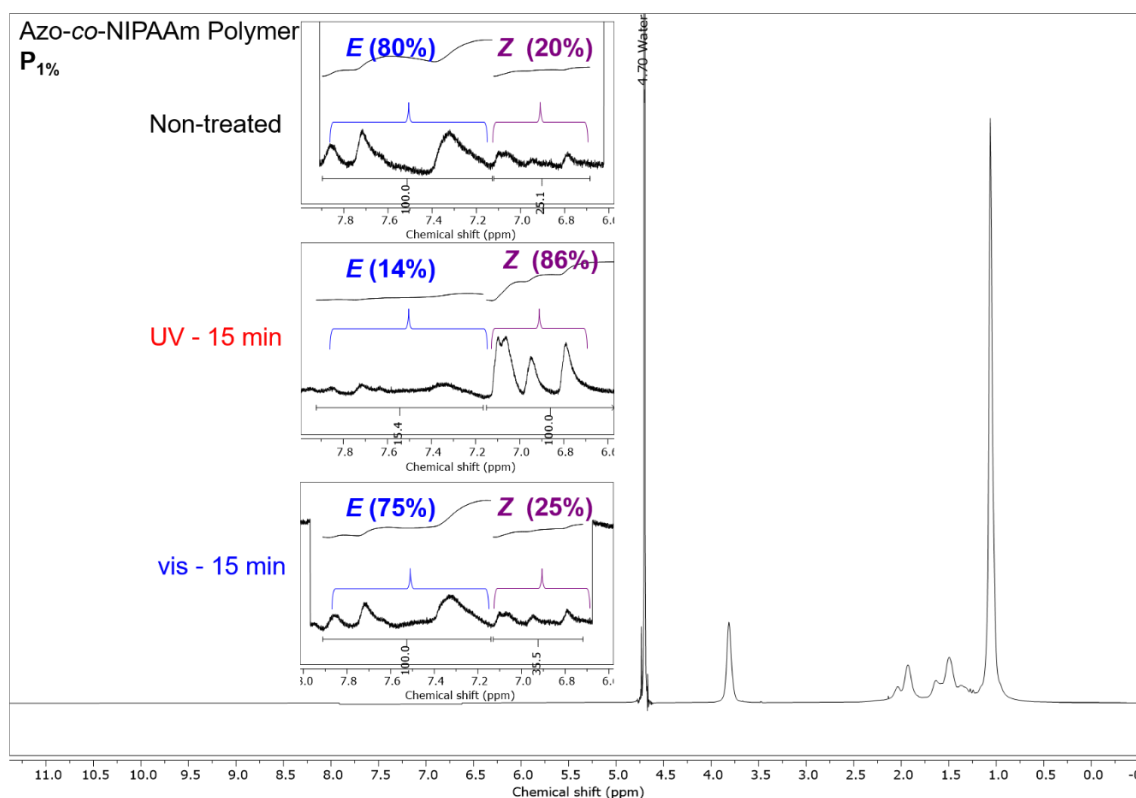 Azo-co-NIPAAm Polymer
P1%
4.70 Water
Non-treated
E (80%) Z (20%)
100.0 25.1
7.8 7.6 7.4 7.2 7.0 6.8 6.
Chemical shift (ppm)
UV - 15 min
E (14%) Z (86%)
15.4 100.0
7.8 7.6 7.4 7.2 7.0 6.8 6.
Chemical shift (ppm)
vis - 15 min
E (75%) Z (25%)
100.0 35.5
3.0 7.8 7.6 7.4 7.2 7.0 6.8 6.
Chemical shift (ppm)
11.0 10.5 10.0 9.5 9.0 8.5 8.0 7.5 7.0 6.5 6.0 5.5 5.0 4.5 4.0 3.5 3.0 2.5 2.0 1.5 1.0 0.5 0.0 -0
Chemical shift (ppm)